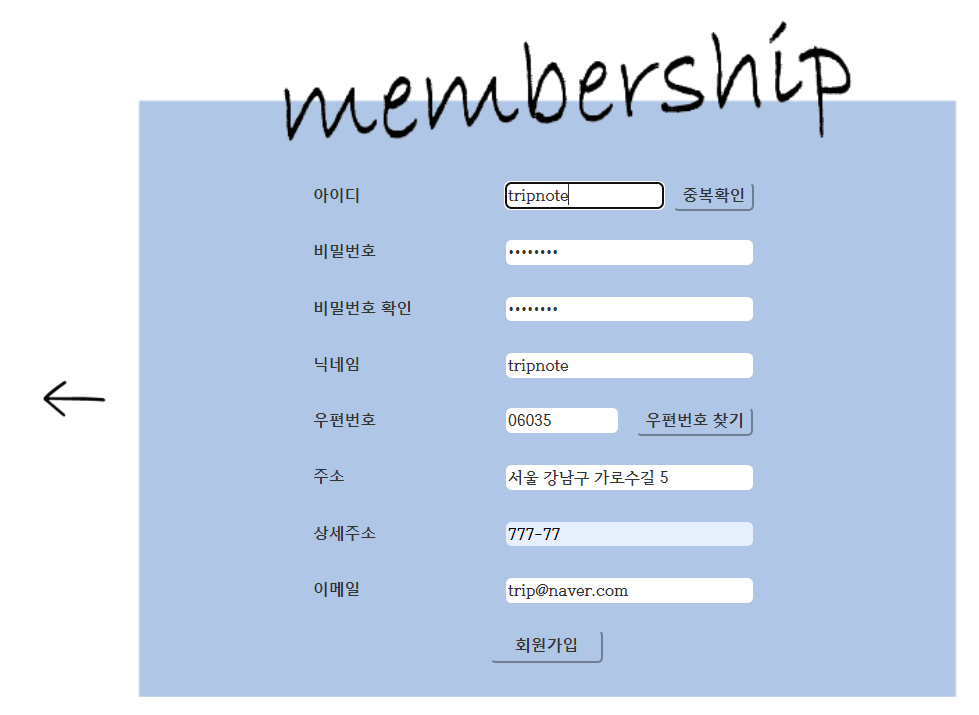 membership
아이디 tripnote 중복확인
비밀번호 ••••••••
비밀번호 확인 ••••••••
닉네임 tripnote
우편번호 06035 우편번호 찾기
주소 서울 강남구 가로수길 5
상세주소 777-77
이메일 trip@naver.com
회원가입